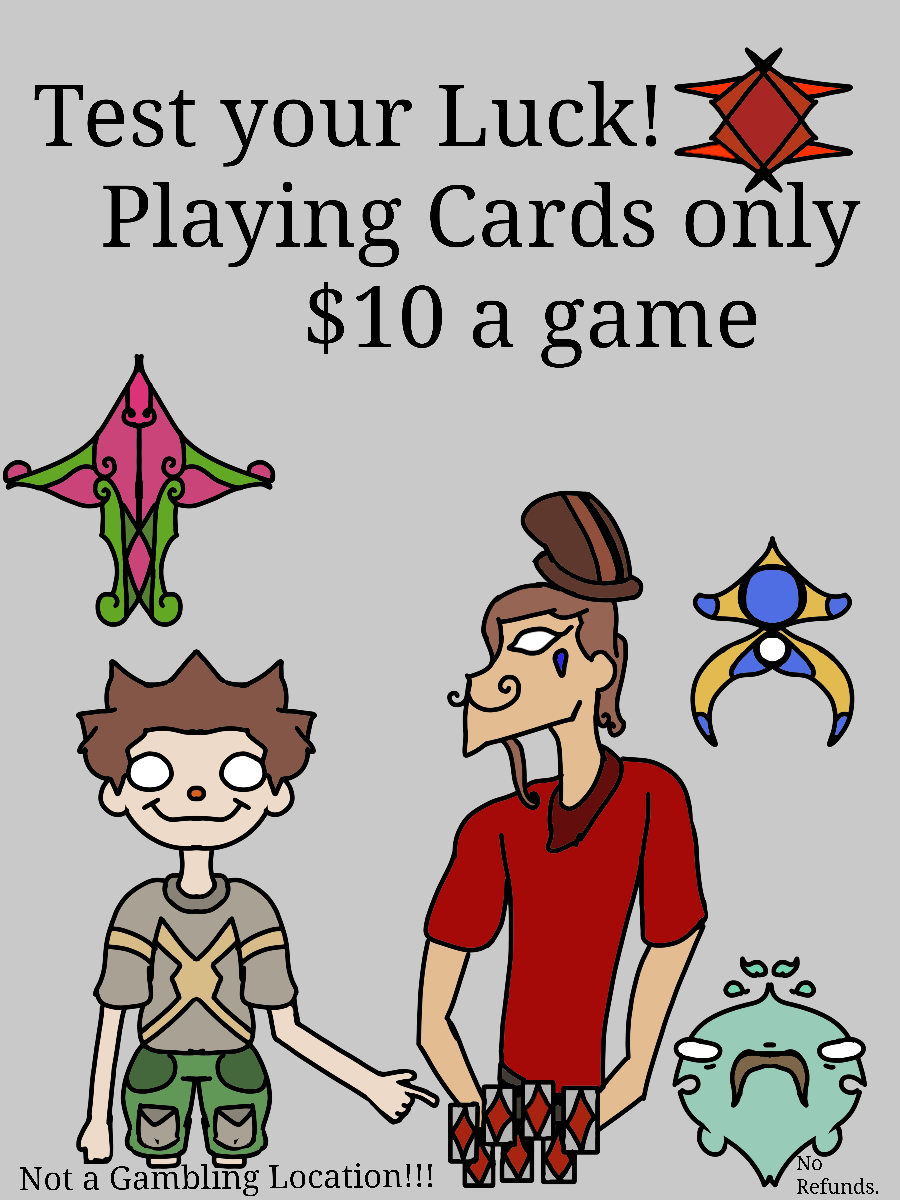 Test your Luck!
Playing Cards only
$10 a game
Not a Gambling Location!!!
No
Refunds.